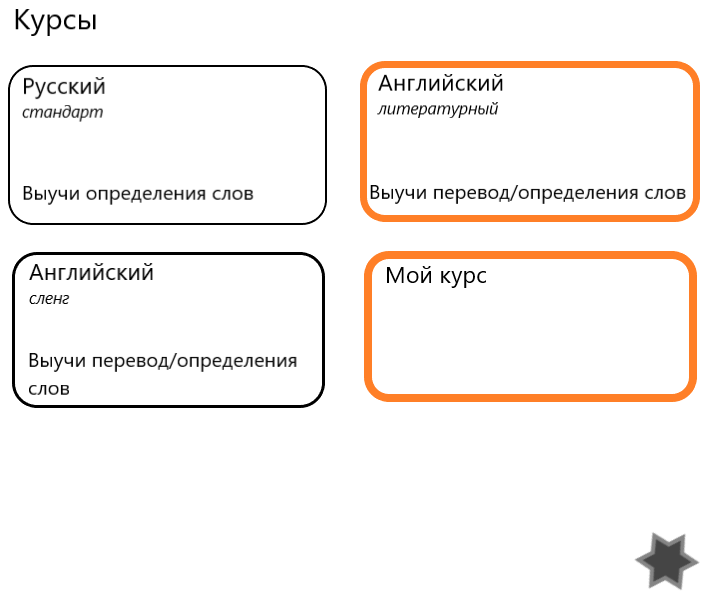 Курсы
Русский
стандарт
Выучи определения слов
Английский
литературный
Выучи перевод/определения слов
Английский
сленг
Выучи перевод/определения
слов
Мой курс